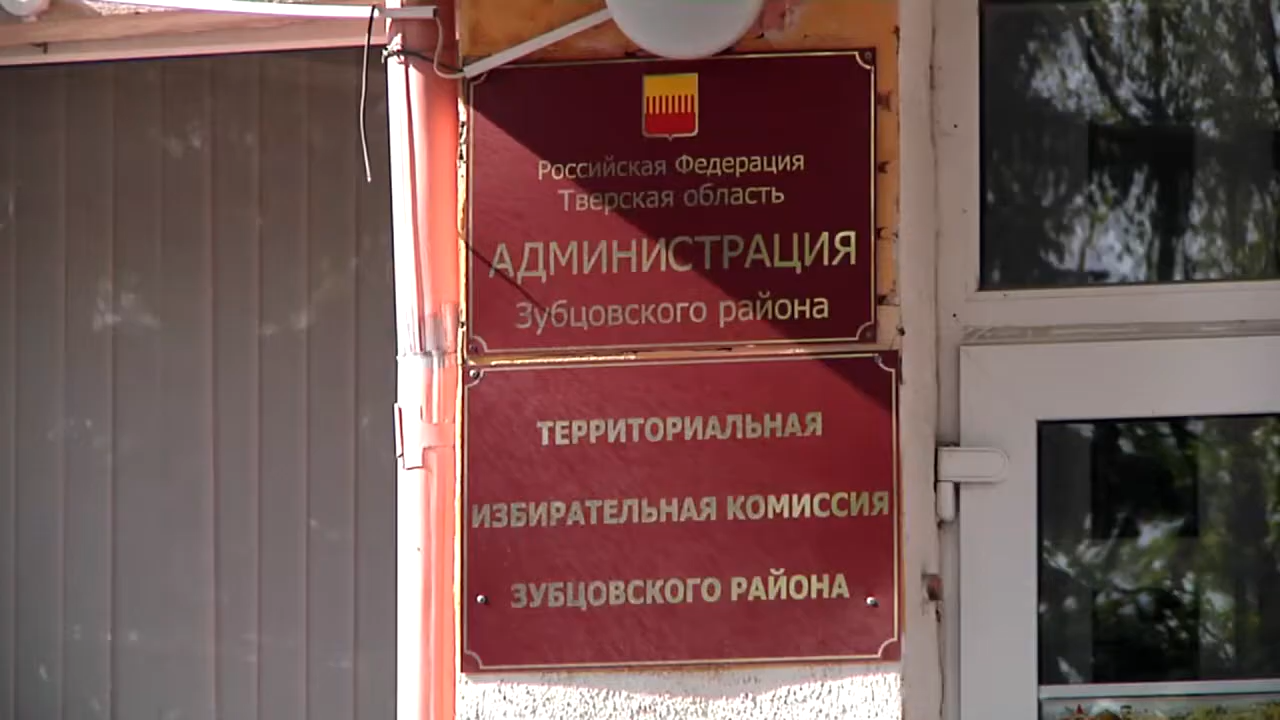 Российская Федерация
Тверская область
АДМИНИСТРАЦИЯ
Зубцовского района
ТЕРРИТОРИАЛЬНАЯ
ИЗБИРАТЕЛЬНАЯ КОМИССИЯ
ЗУБЦОВСКОГО РАЙОНА